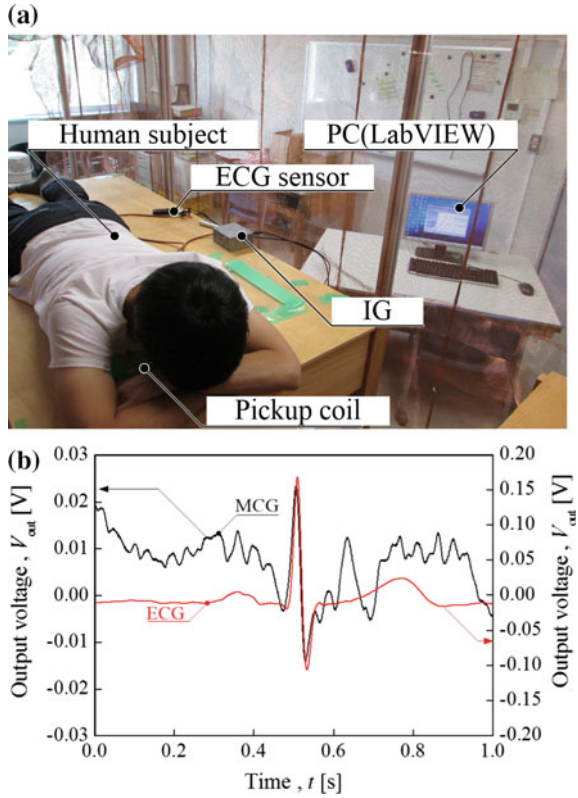 (a)
Human subject
PC(LabVIEW)
ECG sensor
IG
Pickup coil
(b)
0.03
0.02
0.01
0.00
-0.01
-0.02
-0.03
Output voltage , Vout [V]
0.20
0.15
0.10
0.05
0.00
-0.05
-0.10
-0.15
0.20
Output voltage , Vout [V]
MCG
ECG
0.0 0.2 0.4 0.6 0.8 1.0
Time , t [s]